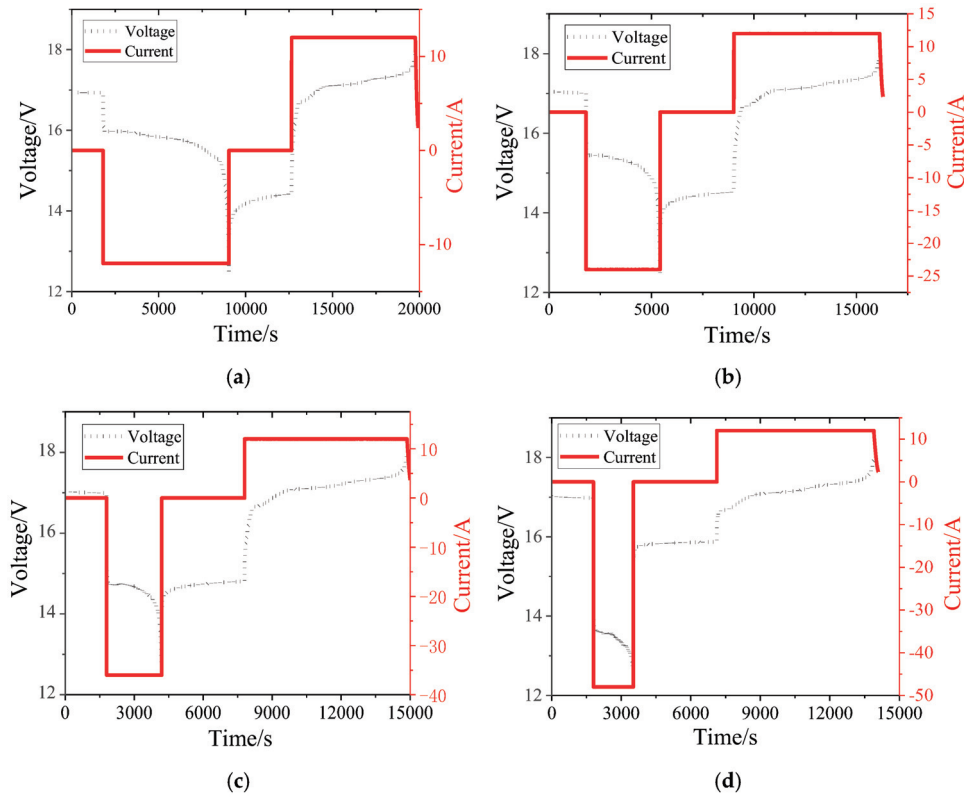 Voltage
Current
Voltage/V
18
16
14
12
Current/A
10
0
-10
0
5000
10000
15000
20000
Time/s
(a)
Voltage
Current
Voltage/V
18
16
14
12
Current/A
15
10
5
0
-5
-10
-15
-20
-25
0
5000
10000
15000
Time/s
(b)
Voltage
Current
Voltage/V
18
16
14
12
Current/A
10
0
-10
-20
-30
-40
0
3000
6000
9000
12000
15000
Time/s
(c)
Voltage
Current
Voltage/V
18
16
14
12
Current/A
10
0
-10
-20
-30
-40
-50
0
3000
6000
9000
12000
15000
Time/s
(d)